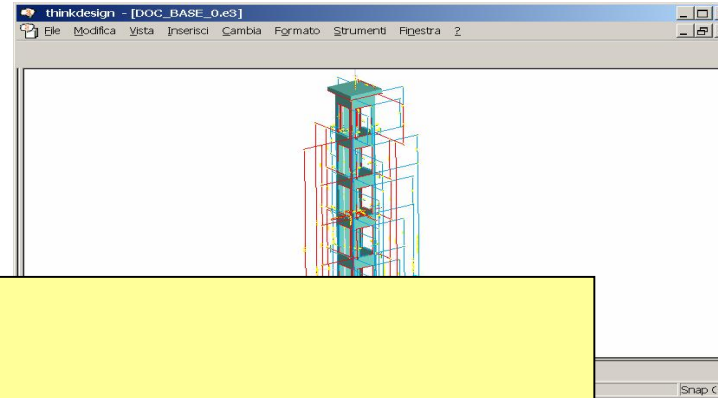 thinkdesign - [DOC_BASE_0.e3]
File Modifica Vista Inserisci Cambia Formato Strumenti Finestra ?
Snap